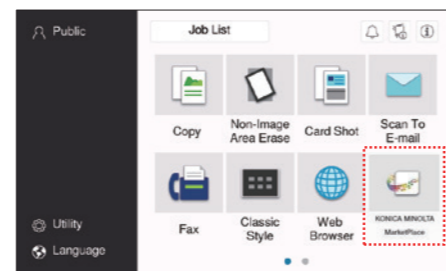 Public
Job List
Copy
Non-Image
Area Erase
Card Shot
Scan To
E-mail
Fax
Classic
Style
Web
Browser
KONICA MINOLTA
MarketPlace
Utility
Language